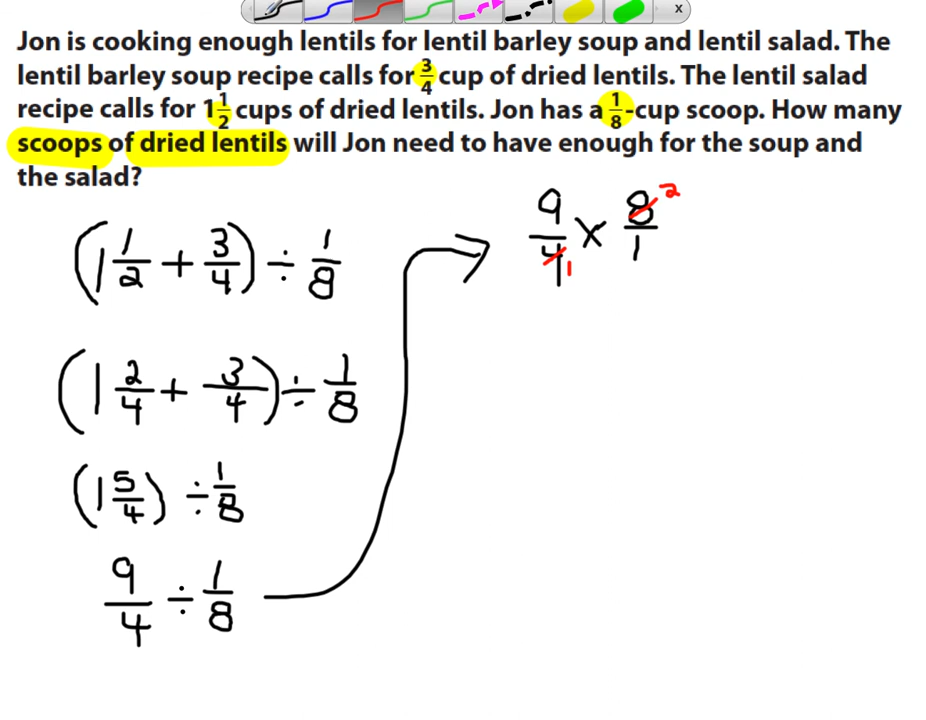 x
Jon is cooking enough lentils for lentil barley soup and lentil salad. The
lentil barley soup recipe calls for 3/4 cup of dried lentils. The lentil salad
recipe calls for 1 1/2 cups of dried lentils. Jon has a 1/8-cup scoop. How many
scoops of dried lentils will Jon need to have enough for the soup and
the salad?
(1 1/2 + 3/4) ÷ 1/8
(1 2/4 + 3/4) ÷ 1/8
(1 5/4) ÷ 1/8
9/4 ÷ 1/8
9/4 x 8/1
2
1